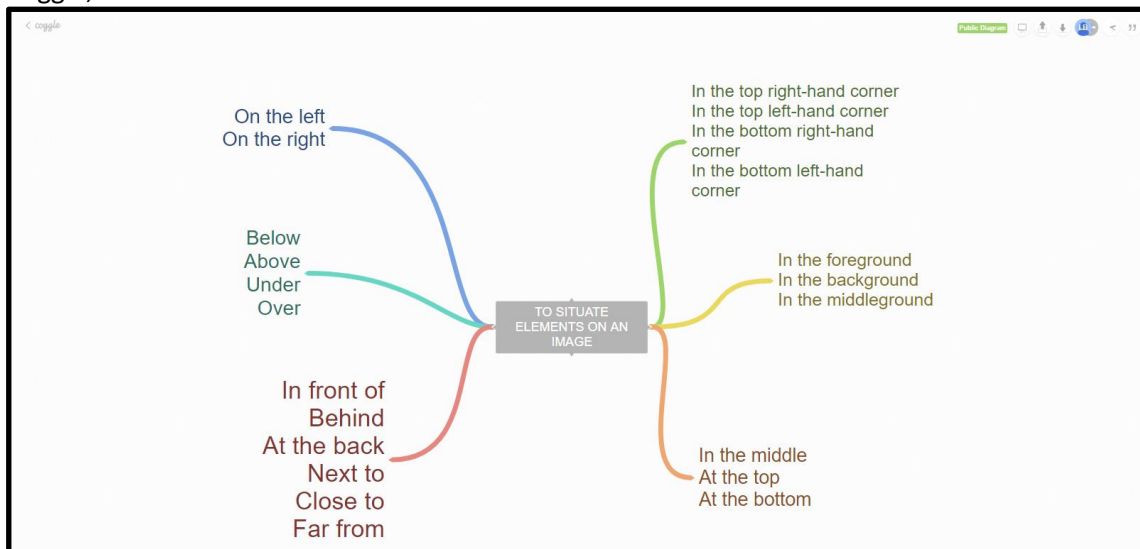 coggle
Public Diagram
On the left
On the right
Below
Above
Under
Over
In front of
Behind
At the back
Next to
Close to
Far from
TO SITUATE
ELEMENTS ON AN
IMAGE
In the top right-hand corner
In the top left-hand corner
In the bottom right-hand
corner
In the bottom left-hand
corner
In the foreground
In the background
In the middleground
In the middle
At the top
At the bottom